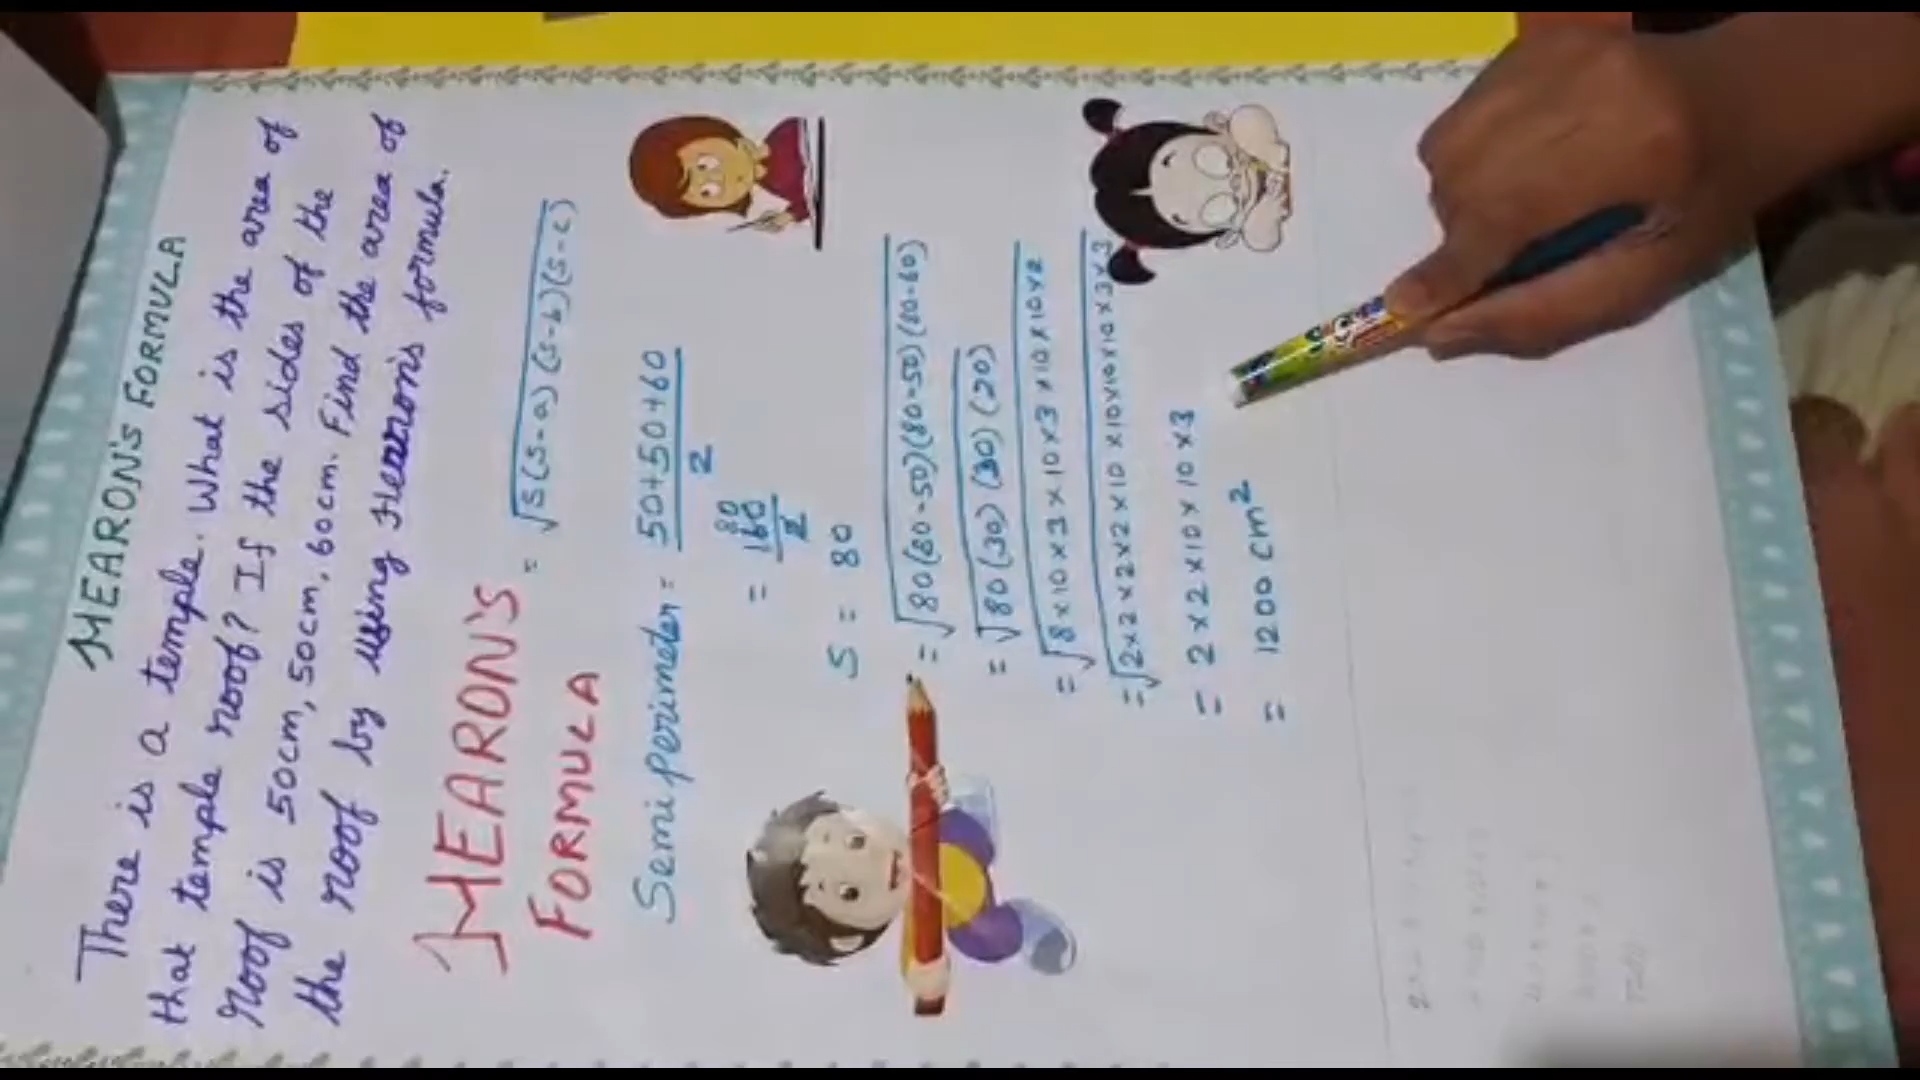 HEARON'S FORMULA
There is a temple. What is the area of
that temple roof? If the sides of the
roof is 50cm, 50cm, 60cm. Find the area of
the roof by using Hearon's formula.
HEARON'S
FORMULA
= √s(s-a)(s-b)(s-c)
Semi perimeter = 50+50+60
2
80
= 160
2
S = 80
= √80(80-50)(80-50)(80-60)
= √80(30)(30)(20)
= √8×10×3×10×3×10×10×2
= √2×2×2×2×10×10×10×10×3×3
= 2×2×10×10×3
= 1200 cm²